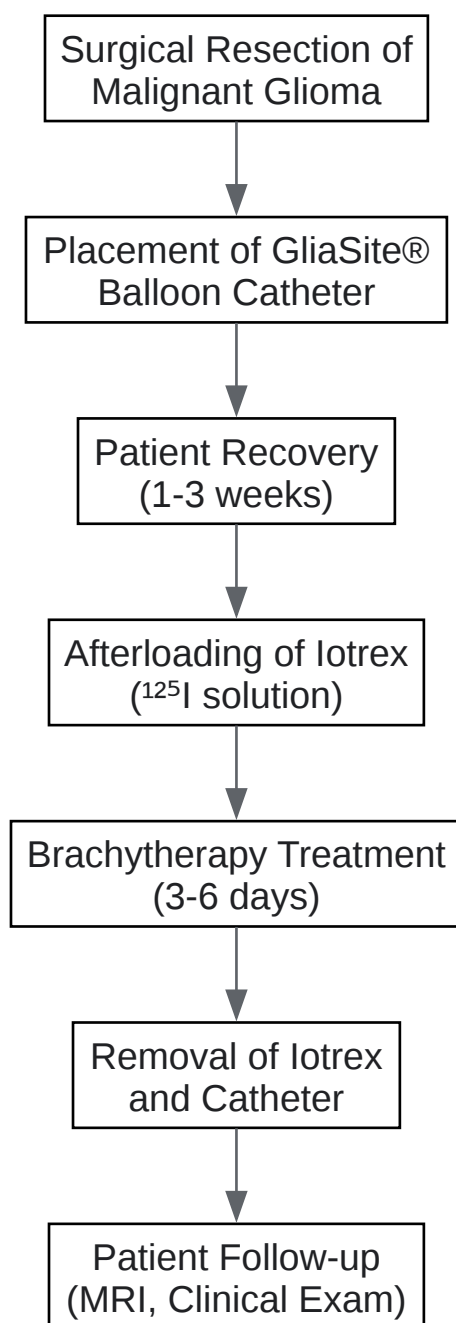 Surgical Resection of
Malignant Glioma
Placement of GliaSite®
Balloon Catheter
Patient Recovery
(1-3 weeks)
Afterloading of Iotrex
(¹²⁵I solution)
Brachytherapy Treatment
(3-6 days)
Removal of Iotrex
and Catheter
Patient Follow-up
(MRI, Clinical Exam)